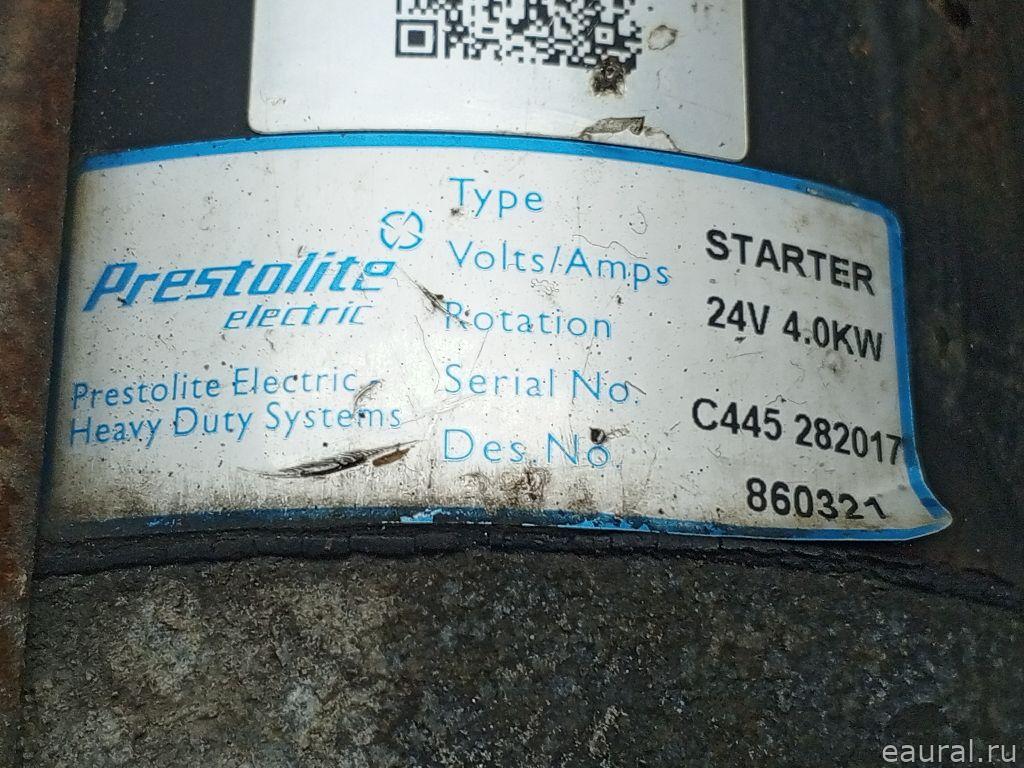 Prestolite
electric
Prestolite Electric
Heavy Duty Systems
Type
Volts/Amps
Rotation
Serial No.
Des.No.
STARTER
24V 4.0KW
C445 282017
860321
eaural.ru